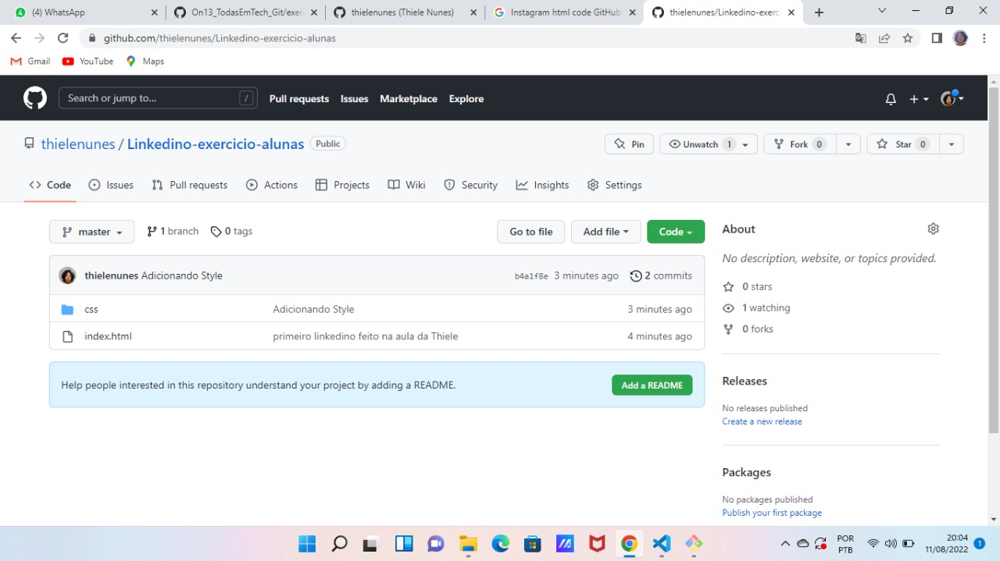 4 (4) WhatsApp
On13_TodasEmTech_Git/exer
thielenunes (Thiele Nunes)
Instagram html code GitHub
thielenunes/Linkedino-exerci
github.com/thielenunes/Linkedino-exercicio-alunas
Gmail YouTube Maps
Search or jump to... /
Pull requests Issues Marketplace Explore
thielenunes / Linkedino-exercicio-alunas Public
Pin Unwatch 1 Fork 0 Star 0
Code Issues Pull requests Actions Projects Wiki Security Insights Settings
master 1 branch 0 tags Go to file Add file Code
thielenunes Adicionando Style b4a1f8e 3 minutes ago 2 commits
css Adicionando Style 3 minutes ago
index.html primeiro linkedino feito na aula da Thiele 4 minutes ago
Help people interested in this repository understand your project by adding a README. Add a README
About
No description, website, or topics provided.
0 stars
1 watching
0 forks
Releases
No releases published
Create a new release
Packages
No packages published
Publish your first package
POR
PTB
20:04
11/08/2022
1